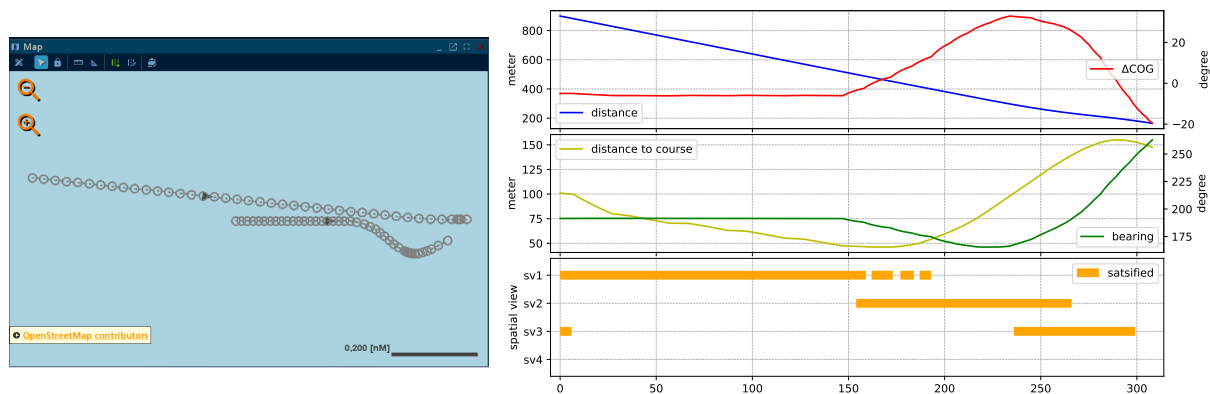 Map
OpenStreetMap contributors
0,200 [nM]
meter
800
600
400
200
20
0
−20
degree
ΔCOG
distance
meter
150
125
100
75
50
250
225
200
175
degree
distance to course
bearing
spatial view
sv1
sv2
sv3
sv4
satsified
0
50
100
150
200
250
300